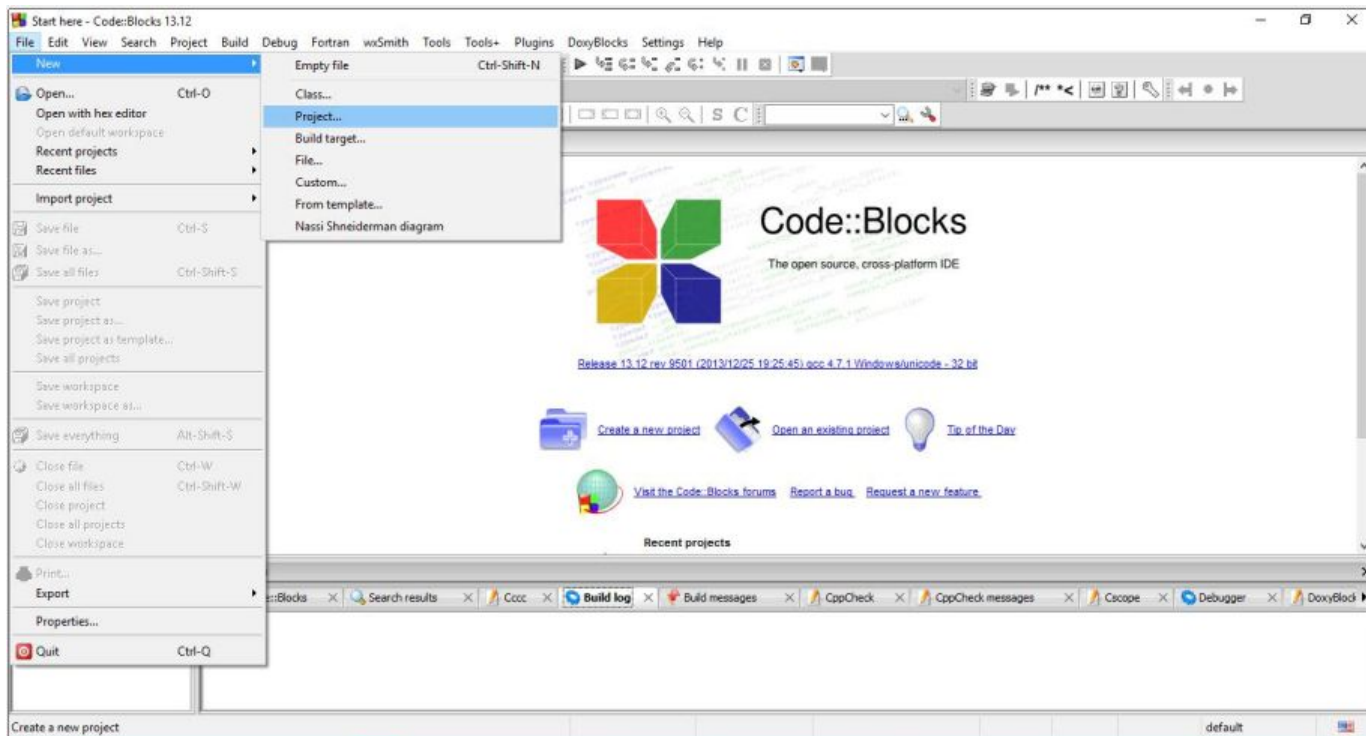 Start here - Code::Blocks 13.12
File Edit View Search Project Build Debug Fortran wxSmith Tools Tools+ Plugins DoxyBlocks Settings Help
New
Open... Ctrl-O
Open with hex editor
Open default workspace
Recent projects
Recent files
Import project
Save file Ctrl-S
Save file as...
Save all files Ctrl-Shift-S
Save project
Save project as...
Save project as template...
Save all projects
Save workspace
Save workspace as...
Save everything Alt-Shift-S
Close file Ctrl-W
Close all files Ctrl-Shift-W
Close project
Close all projects
Close workspace
Print...
Export
Properties...
Quit Ctrl-Q
Empty file Ctrl-Shift-N
Class...
Project...
Build target...
File...
Custom...
From template...
Nassi Shneiderman diagram
/** *<
S C
Code::Blocks
The open source, cross-platform IDE
Release 13.12 rev 9501 (2013/12/25 19:25:45) gcc 4.7.1 Windows/unicode - 32 bit
Create a new project Open an existing project Tip of the Day
Visit the Code::Blocks forums Report a bug Request a new feature
Recent projects
::Blocks Search results Cccc Build log Build messages CppCheck CppCheck messages Cscope Debugger DoxyBlock
Create a new project default